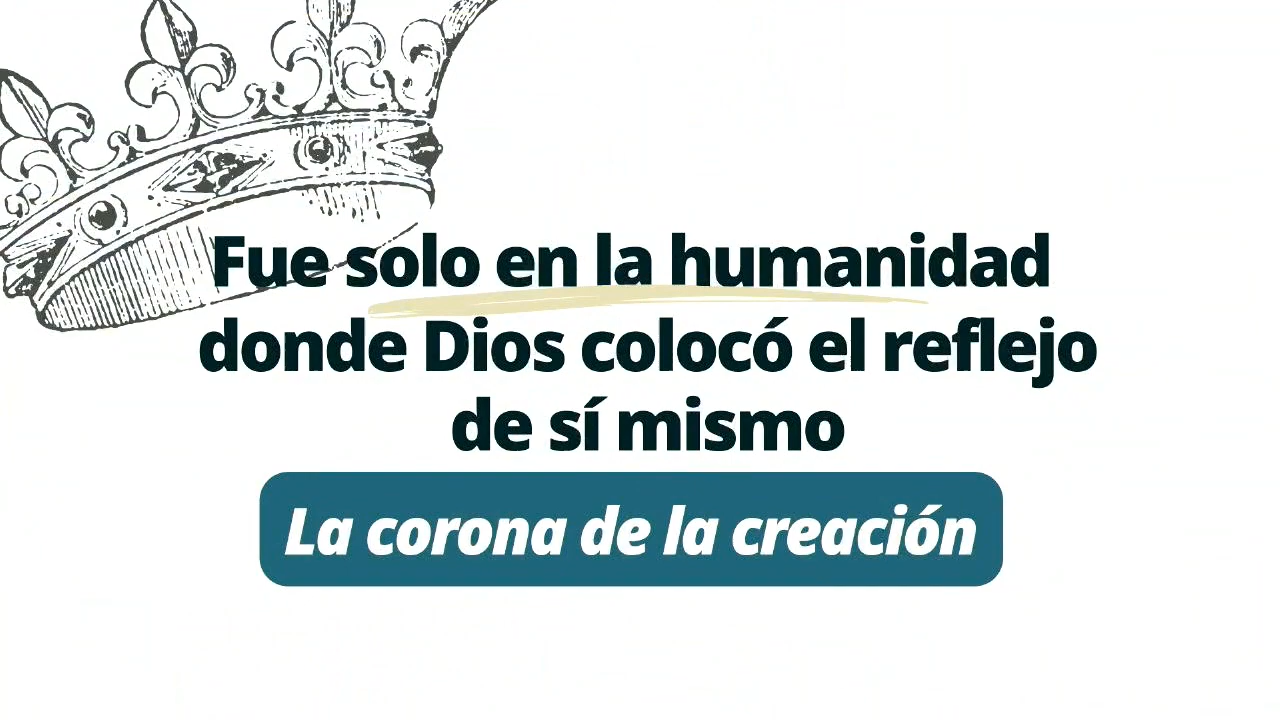 Fue solo en la humanidad
donde Dios colocó el reflejo
de sí mismo
La corona de la creación